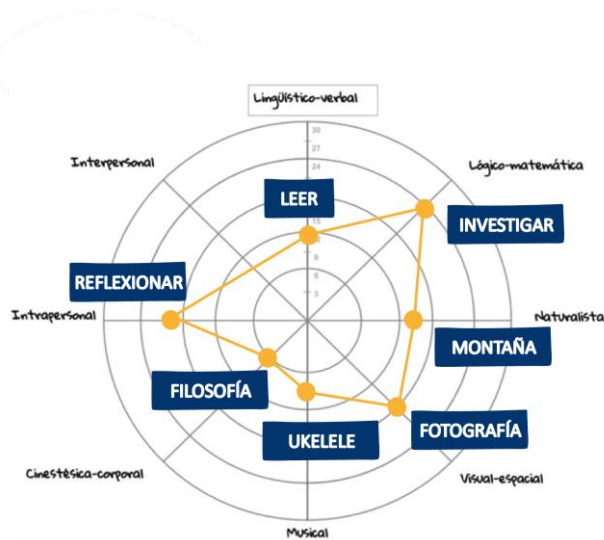 Lingüístico-verbal
30
27
24
Interpersonal
Lógico-matemática
LEER
INVESTIGAR
9
6
3
REFLEXIONAR
Intrapersonal
Naturalista
MONTAÑA
FILOSOFÍA
UKELELE
FOTOGRAFÍA
Cinestésica-corporal
Visual-espacial
Musical